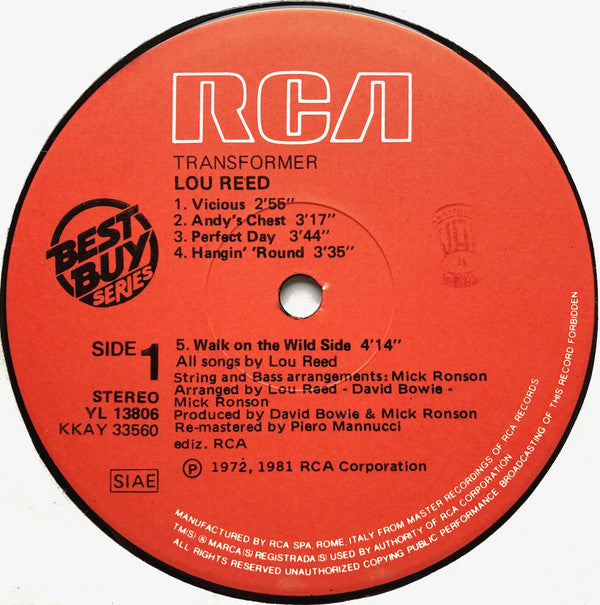 RCA
TRANSFORMER
LOU REED
1. Vicious 2'55"
2. Andy's Chest 3'17"
3. Perfect Day 3'44"
4. Hangin' 'Round 3'35"
BEST
BUY
SERIES
5. Walk on the Wild Side 4'14"
SIDE 1
All songs by Lou Reed
String and Bass arrangements: Mick Ronson
Arranged by Lou Reed - David Bowie -
Mick Ronson
STEREO
YL 13806
KKAY 33560
Produced by David Bowie & Mick Ronson
Re-mastered by Piero Mannucci
ediz. RCA
SIAE
℗ 1972, 1981 RCA Corporation
MANUFACTURED BY RCA SPA, ROME, ITALY FROM MASTER RECORDINGS OF RCA RECORDS
TM(S) ® MARCA(S) REGISTRADA(S) USED BY AUTHORITY OF RCA CORPORATION
ALL RIGHTS RESERVED UNAUTHORIZED COPYING PUBLIC PERFORMANCE, BROADCASTING OF THIS RECORD FORBIDDEN